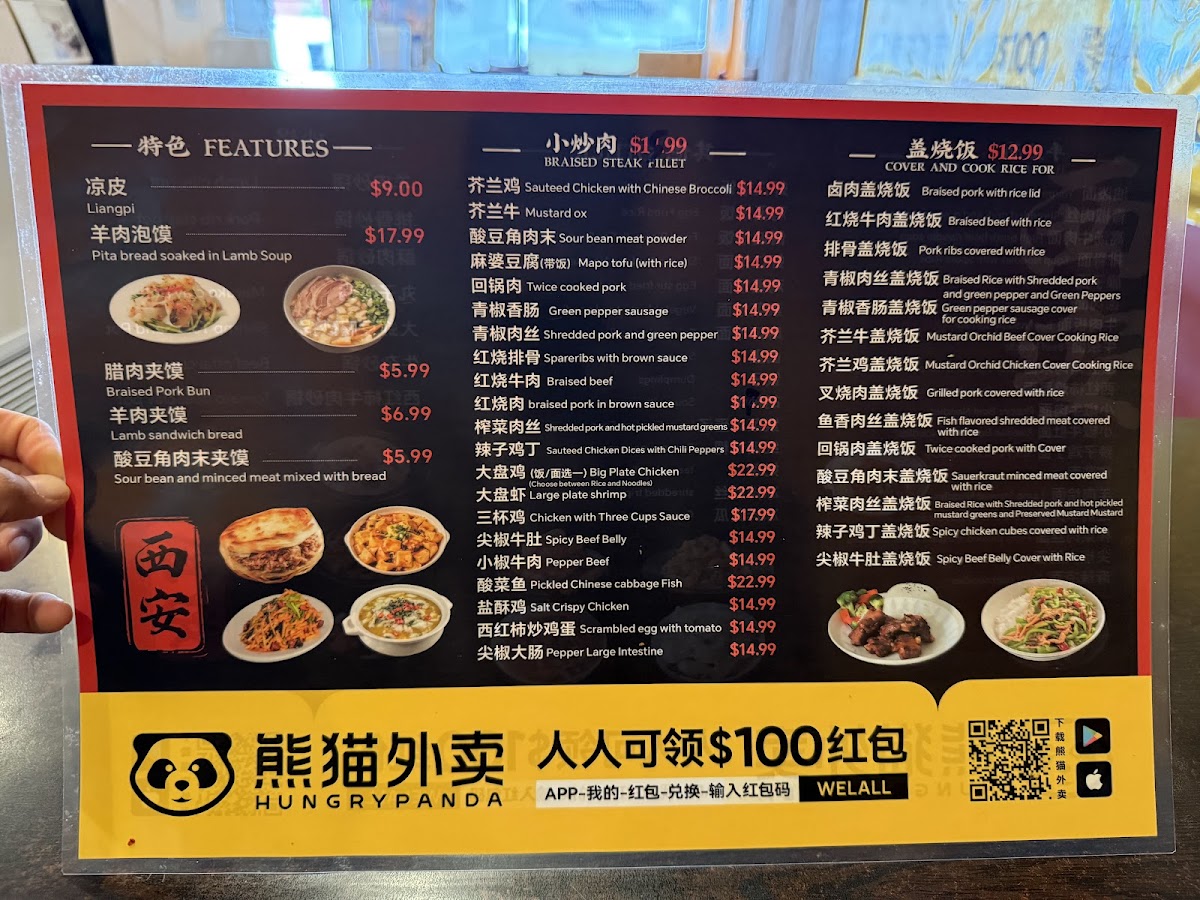 特色 FEATURES
凉皮 $9.00
Liangpi
羊肉泡馍 $17.99
Pita bread soaked in Lamb Soup
腊肉夹馍 $5.99
Braised Pork Bun
羊肉夹馍 $6.99
Lamb sandwich bread
酸豆角肉末夹馍 $5.99
Sour bean and minced meat mixed with bread
西安
小炒肉
BRAISED STEAK FILLET
芥兰鸡 Sauteed Chicken with Chinese Broccoli $14.99
芥兰牛 Mustard ox $14.99
酸豆角肉末 Sour bean meat powder $14.99
麻婆豆腐(带饭) Mapo tofu (with rice) $14.99
回锅肉 Twice cooked pork $14.99
青椒香肠 Green pepper sausage $14.99
青椒肉丝 Shredded pork and green pepper $14.99
红烧排骨 Spareribs with brown sauce $14.99
红烧牛肉 Braised beef $14.99
红烧肉 braised pork in brown sauce
榨菜肉丝 Shredded pork and hot pickled mustard greens $14.99
辣子鸡丁 Sauteed Chicken Dices with Chili Peppers $14.99
大盘鸡 (饭/面选一) Big Plate Chicken $22.99
(Choose between Rice and Noodles)
大盘虾 Large plate shrimp $22.99
三杯鸡 Chicken with Three Cups Sauce $17.99
尖椒牛肚 Spicy Beef Belly $14.99
小椒牛肉 Pepper Beef $14.99
酸菜鱼 Pickled Chinese cabbage Fish $22.99
盐酥鸡 Salt Crispy Chicken $14.99
西红柿炒鸡蛋 Scrambled egg with tomato $14.99
尖椒大肠 Pepper Large Intestine $14.99
盖烧饭 $12.99
COVER AND COOK RICE FOR
卤肉盖烧饭 Braised pork with rice lid
红烧牛肉盖烧饭 Braised beef with rice
排骨盖烧饭 Pork ribs covered with rice
青椒肉丝盖烧饭 Braised Rice with Shredded pork
and green pepper and Green Peppers
青椒香肠盖烧饭 Green pepper sausage cover
for cooking rice
芥兰牛盖烧饭 Mustard Orchid Beef Cover Cooking Rice
芥兰鸡盖烧饭 Mustard Orchid Chicken Cover Cooking Rice
叉烧肉盖烧饭 Grilled pork covered with rice
鱼香肉丝盖烧饭 Fish flavored shredded meat covered
with rice
回锅肉盖烧饭 Twice cooked pork with Cover
酸豆角肉末盖烧饭 Sauerkraut minced meat covered
with rice
榨菜肉丝盖烧饭 Braised Rice with Shredded pork and hot pickled
mustard greens and Preserved Mustard Mustard
辣子鸡丁盖烧饭 Spicy chicken cubes covered with rice
尖椒牛肚盖烧饭 Spicy Beef Belly Cover with Rice
熊猫外卖
HUNGRYPANDA
人人可领$100红包
APP-我的-红包-兑换-输入红包码 WELALL
下载熊猫外卖